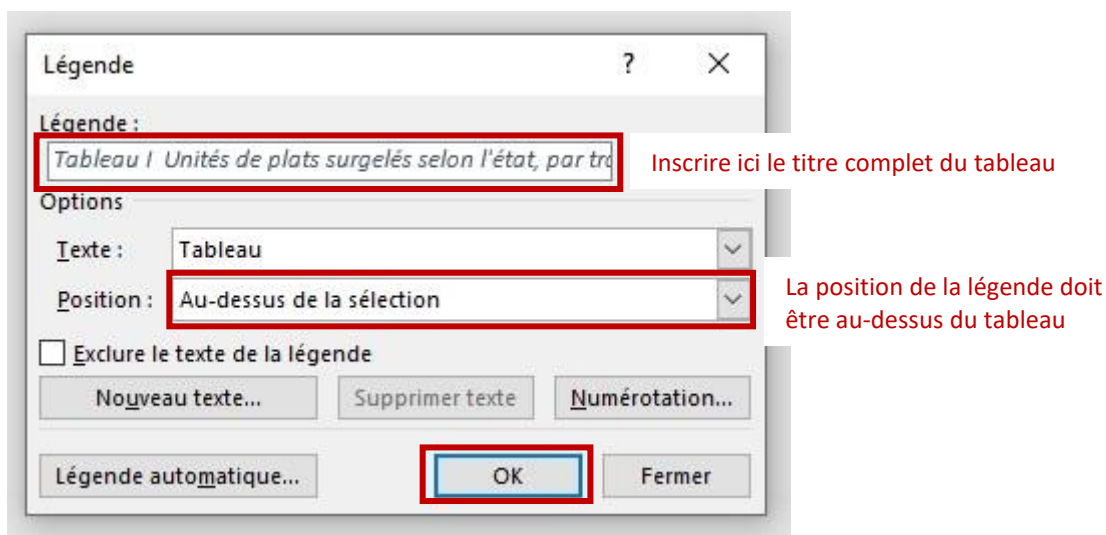 Légende ?
Légende :
Tableau I Unités de plats surgelés selon l'état, par tra
Inscrire ici le titre complet du tableau
Options
Texte : Tableau
Position : Au-dessus de la sélection
La position de la légende doit
être au-dessus du tableau
Exclure le texte de la légende
Nouveau texte... Supprimer texte Numérotation...
Légende automatique... OK Fermer